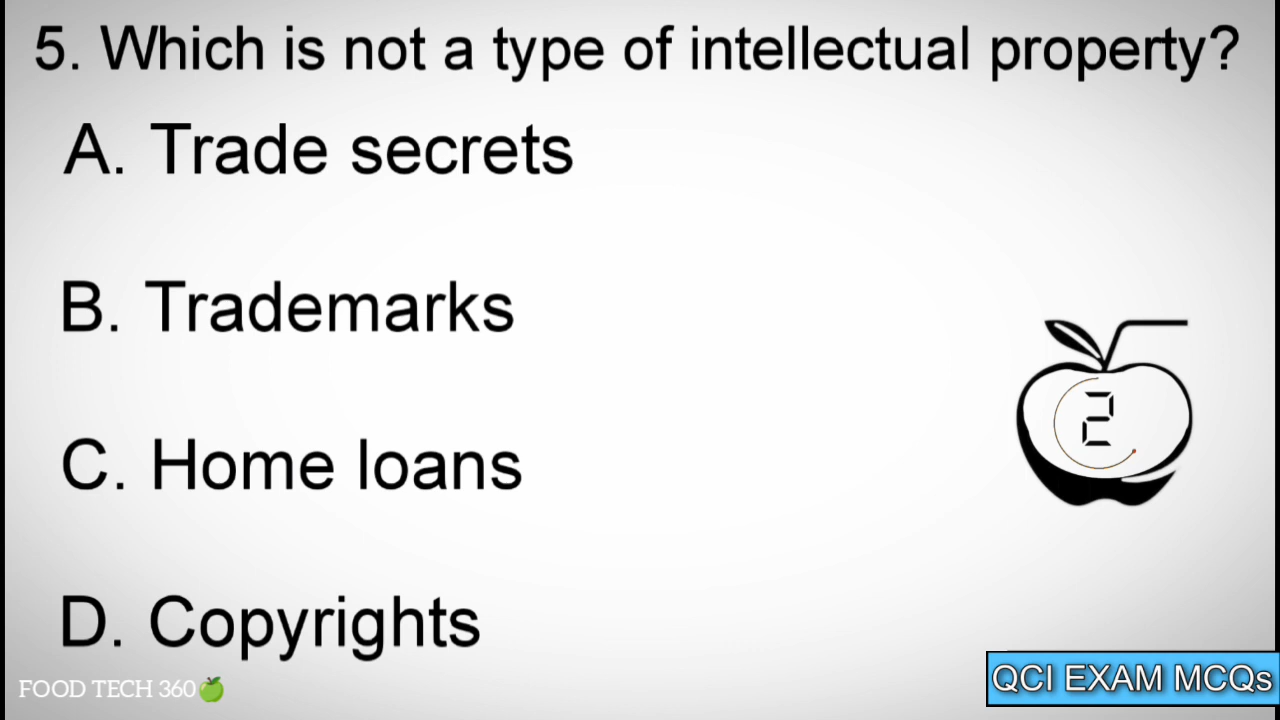 5. Which is not a type of intellectual property?
A. Trade secrets
B. Trademarks
C. Home loans
2
D. Copyrights
FOOD TECH 360
QCI EXAM MCQs